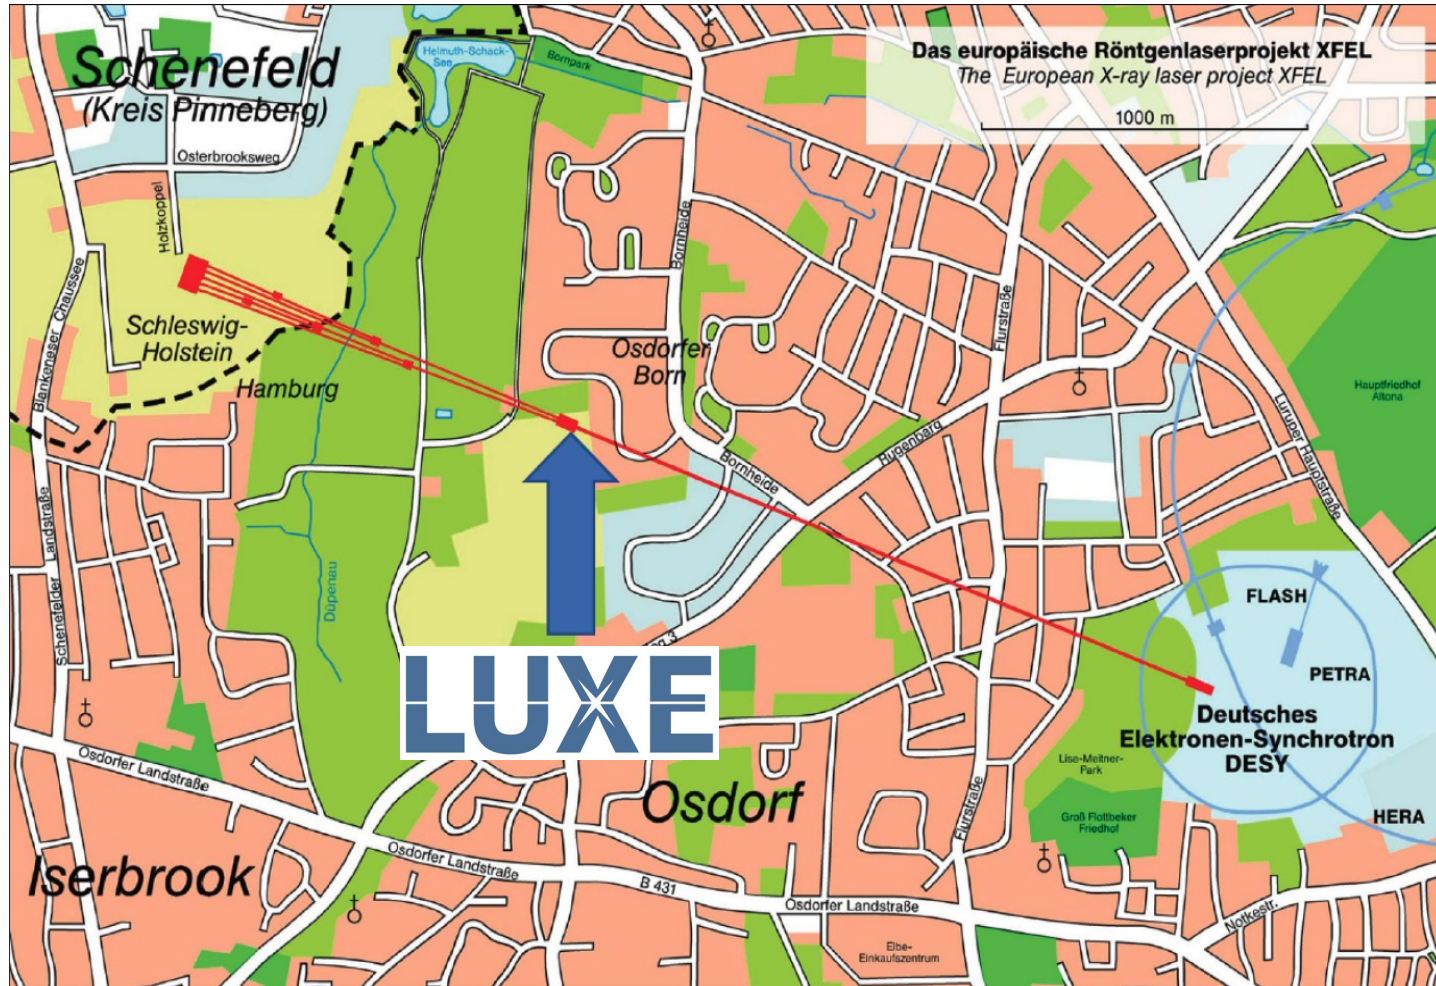 Schenefeld
(Kreis Pinneberg)
Osterbrooksweg
Holzkoppel
Blankeneser Chaussee
Helmuth-Schack-
See
Bornpark
Das europäische Röntgenlaserprojekt XFEL
The European X-ray laser project XFEL
1000 m
Bornheide
Flurstraße
Schleswig-
Holstein
Hamburg
Osdorfer
Born
Hauptfriedhof
Altona
Luruper Hauptstraße
Rugenbarg
Bornheide
Schenefelder Landstraße
Düpenau
FLASH
PETRA
Deutsches
Elektronen-Synchrotron
DESY
HERA
LUXE
Lise-Meitner-
Park
Groß Flottbeker
Friedhof
Flurstraße
Osdorfer Landstraße
Osdorf
Iserbrook
Osdorfer Landstraße
B 431
Osdorfer Landstraße
Notkestr.
Elbe-
Einkaufszentrum